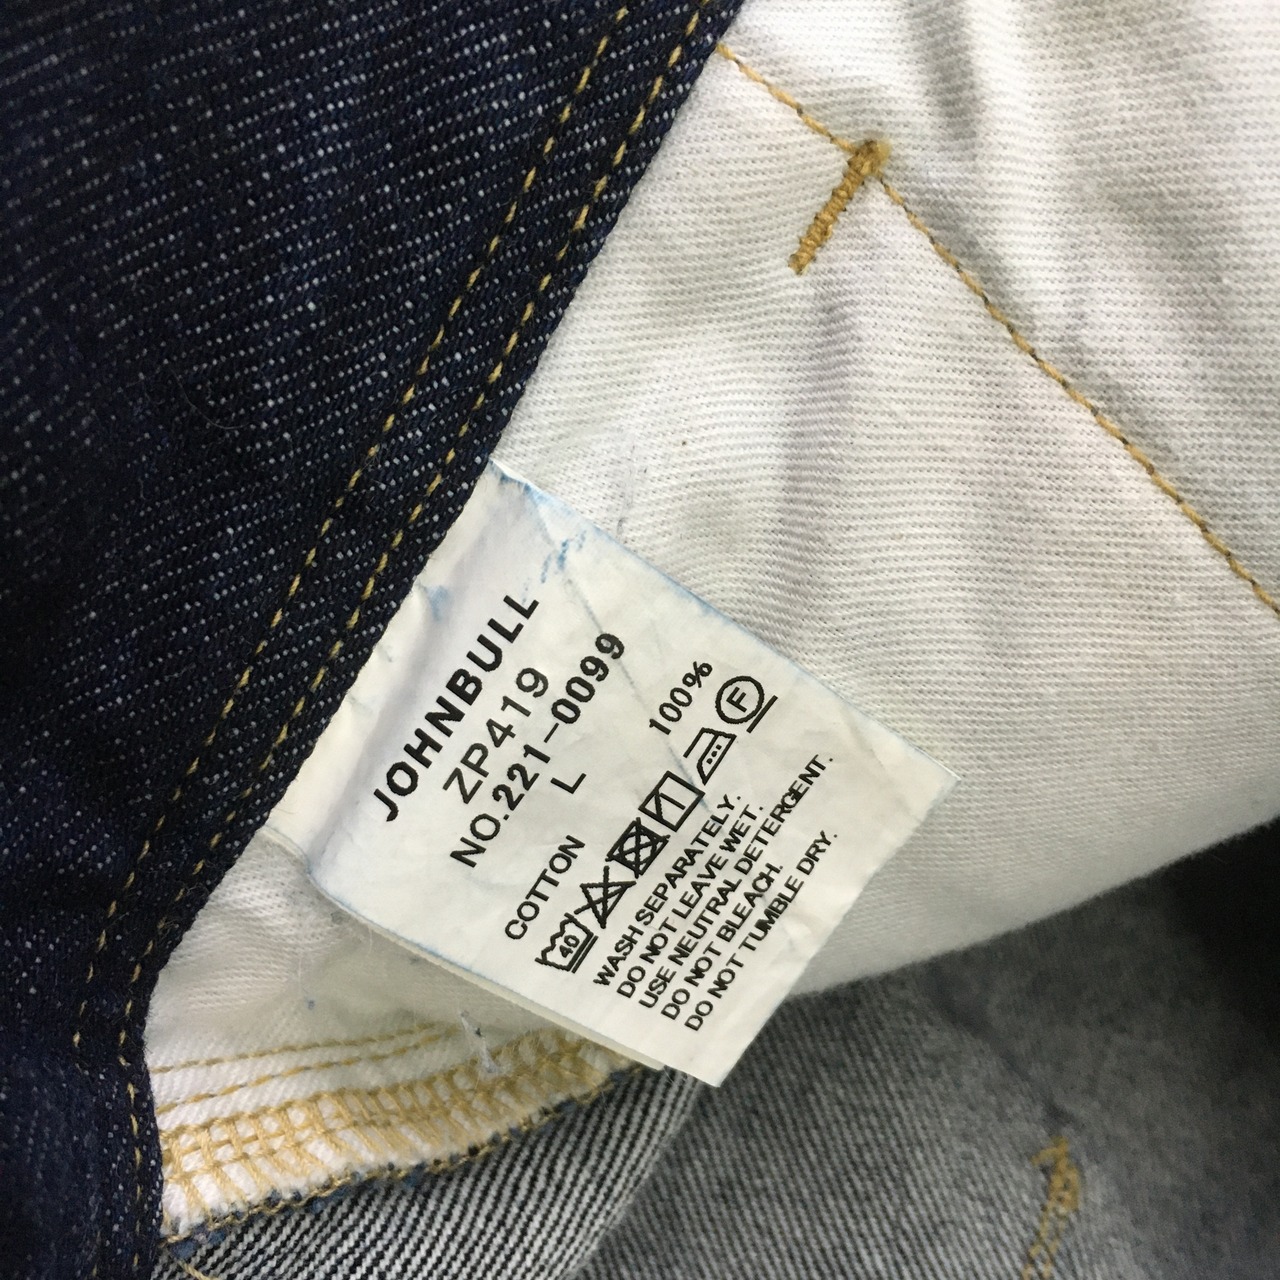 JOHNBULL
ZP419
NO.221-0099
L
COTTON 100%
40 F
WASH SEPARATELY.
DO NOT LEAVE WET.
USE NEUTRAL DETERGENT.
DO NOT BLEACH.
DO NOT TUMBLE DRY.